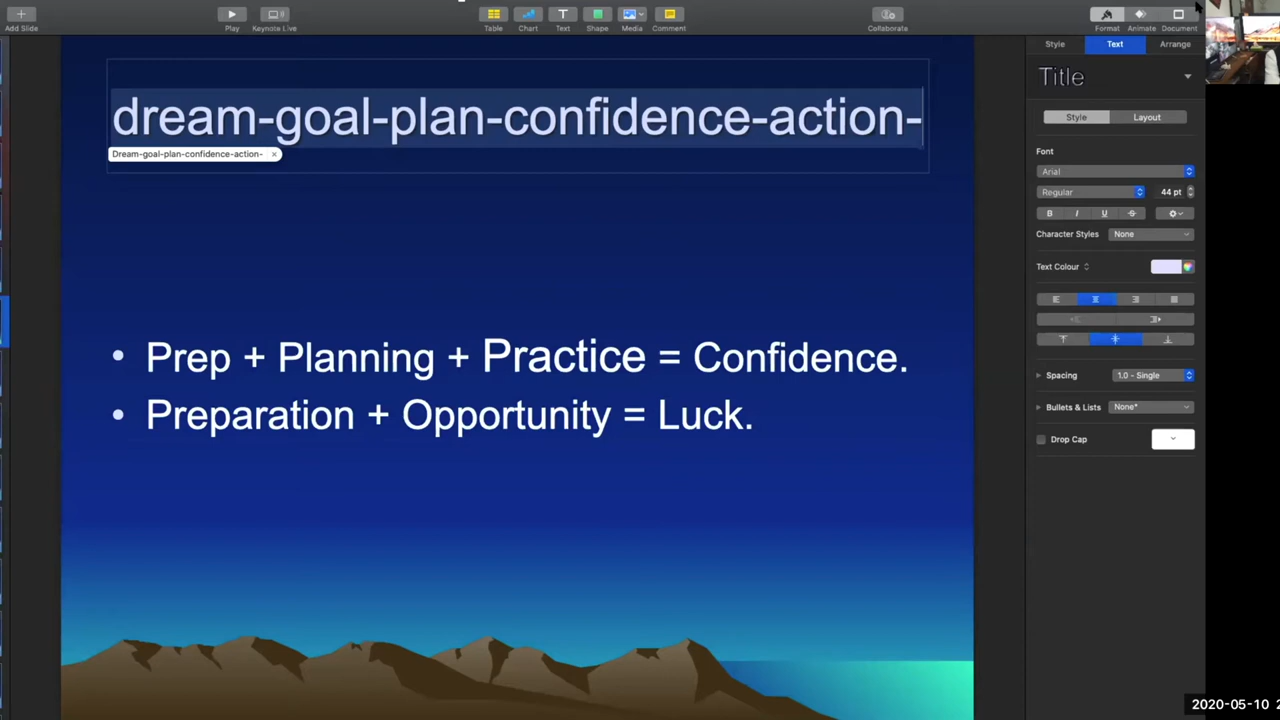 Add Slide
Play
Keynote Live
Table
Chart
Text
Shape
Media
Comment
Collaborate
Format
Animate
Document
Style
Text
Arrange
dream-goal-plan-confidence-action-
Dream-goal-plan-confidence-action- ×
Prep + Planning + Practice = Confidence.
Preparation + Opportunity = Luck.
Title
Style
Layout
Font
Arial
Regular
44 pt
B I U S
Character Styles None
Text Colour
Spacing 1.0 - Single
Bullets & Lists None*
Drop Cap
2020-05-10